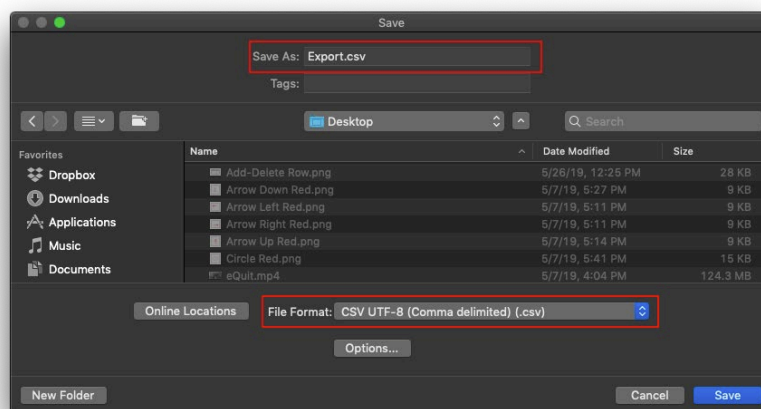 Save
Save As: Export.csv
Tags:
Desktop
Search
Favorites
Dropbox
Downloads
Applications
Music
Documents
Name Date Modified Size
Add-Delete Row.png 5/26/19, 12:25 PM 28 KB
Arrow Down Red.png 5/7/19, 5:27 PM 9 KB
Arrow Left Red.png 5/7/19, 5:11 PM 9 KB
Arrow Right Red.png 5/7/19, 5:11 PM 9 KB
Arrow Up Red.png 5/7/19, 5:14 PM 9 KB
Circle Red.png 5/7/19, 5:41 PM 15 KB
eQuit.mp4 5/7/19, 4:04 PM 124.3 MB
Online Locations
File Format: CSV UTF-8 (Comma delimited) (.csv)
Options...
New Folder
Cancel
Save